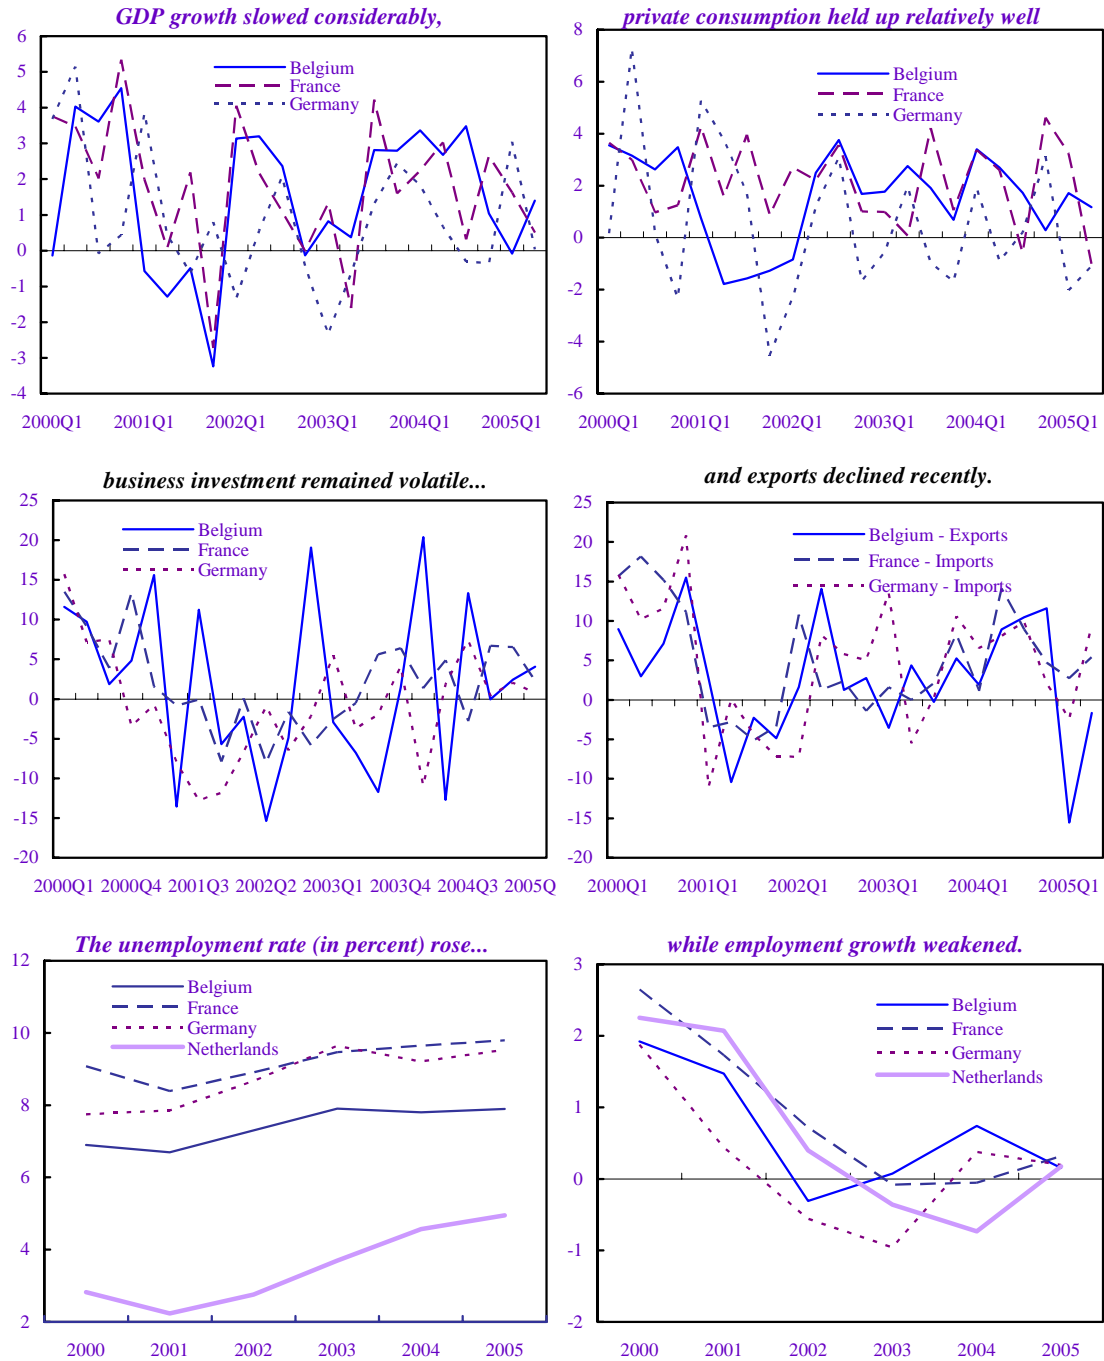 GDP growth slowed considerably,
6
5
4
3
2
1
0
-1
-2
-3
-4
Belgium
France
Germany
2000Q1 2001Q1 2002Q1 2003Q1 2004Q1 2005Q1
private consumption held up relatively well
8
6
4
2
0
-2
-4
-6
Belgium
France
Germany
2000Q1 2001Q1 2002Q1 2003Q1 2004Q1 2005Q1
business investment remained volatile...
25
20
15
10
5
0
-5
-10
-15
-20
Belgium
France
Germany
2000Q1 2000Q4 2001Q3 2002Q2 2003Q1 2003Q4 2004Q3 2005Q
and exports declined recently.
25
20
15
10
5
0
-5
-10
-15
-20
Belgium - Exports
France - Imports
Germany - Imports
2000Q1 2001Q1 2002Q1 2003Q1 2004Q1 2005Q1
The unemployment rate (in percent) rose...
12
10
8
6
4
2
Belgium
France
Germany
Netherlands
2000 2001 2002 2003 2004 2005
while employment growth weakened.
3
2
1
0
-1
-2
Belgium
France
Germany
Netherlands
2000 2001 2002 2003 2004 2005